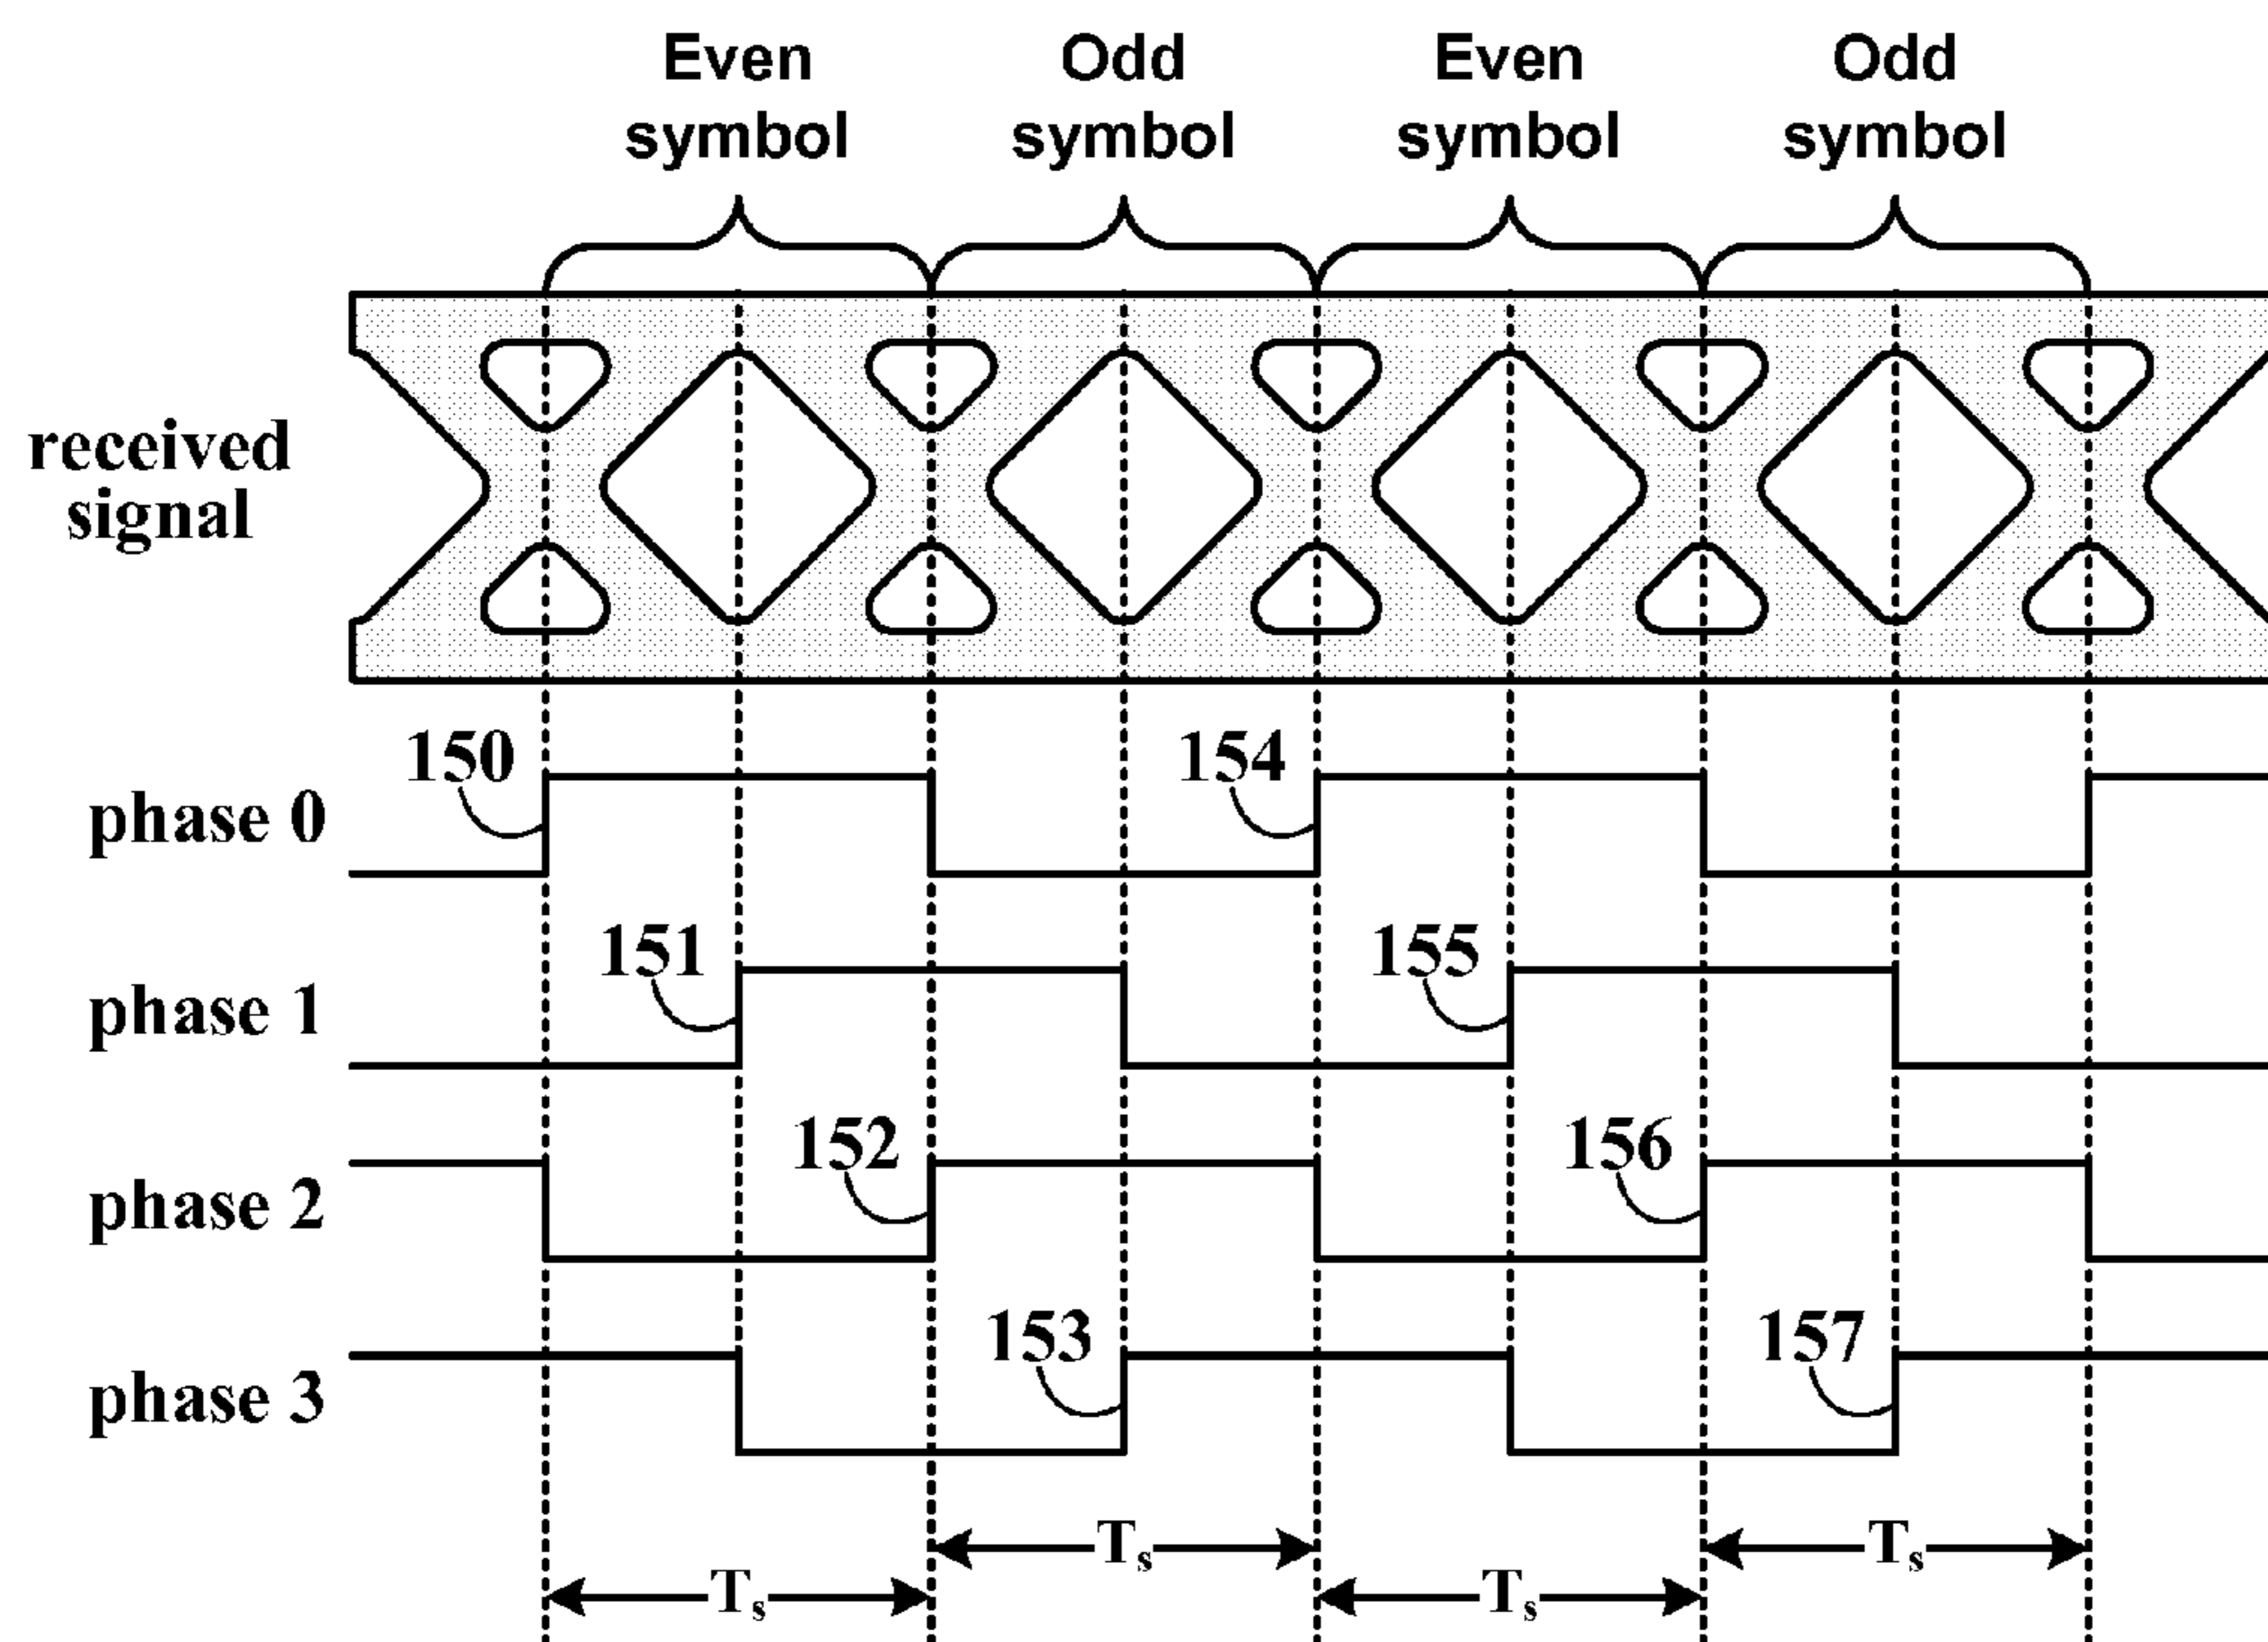 Even symbol
Odd symbol
Even symbol
Odd symbol
received signal
150
154
phase 0
151
155
phase 1
152
156
phase 2
153
157
phase 3
Ts
Ts
Ts
Ts